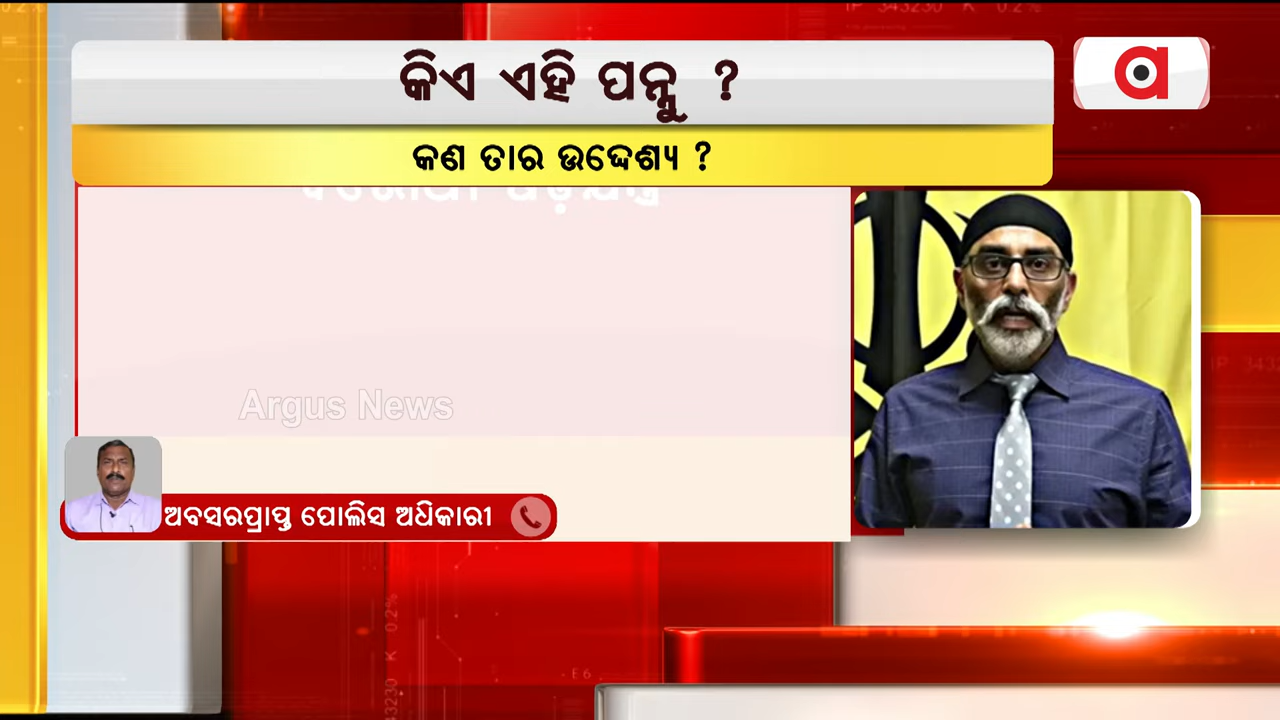 କିଏ ଏହି ପନ୍ନୁ ?
କଣ ତାର ଉଦ୍ଦେଶ୍ୟ ?
Argus News
ଅବସରପ୍ରାପ୍ତ ପୋଲିସ ଅଧିକାରୀ